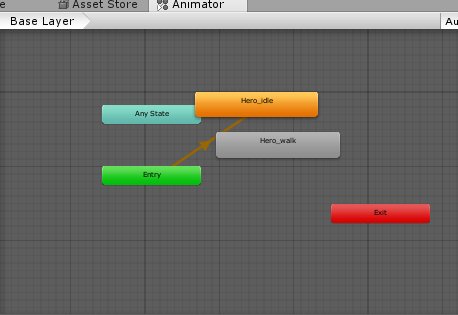 e
Asset Store
Animator
Base Layer
Au
Hero_idle
Any State
Hero_walk
Entry
Exit